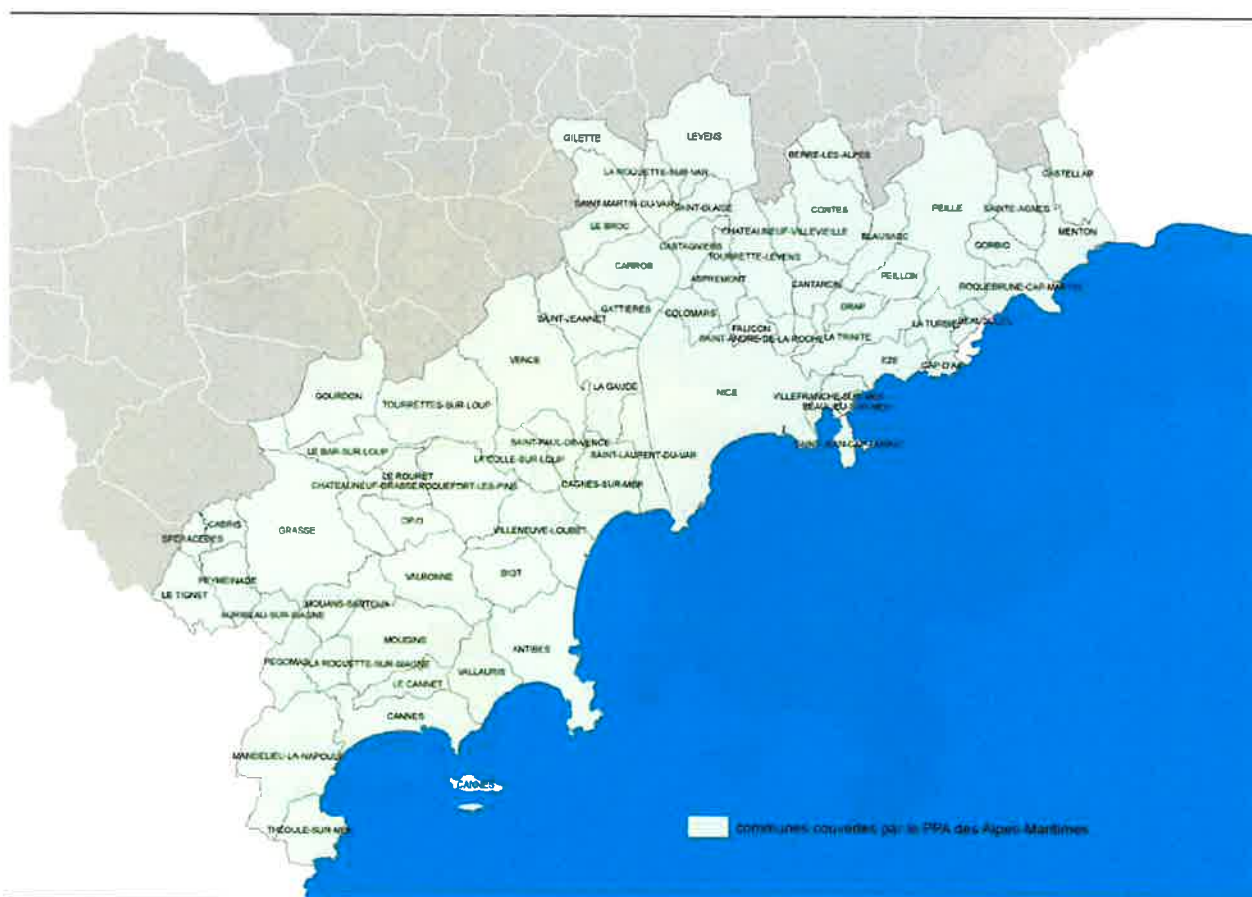 GILETTE
LEVENS
BERRE-LES-ALPES
LA ROQUETTE-SUR-VAR
CASTELLAR
SAINT-MARTIN-DU-VAR
SAINT-BLAISE
CONTES
PEILLE
SAINTE-AGNES
LE BROC
CHATEAUNEUF-VILLEVIEILLE
BLAUSASC
MENTON
CASTAGNIERS
GORBIO
TOURRETTE-LEVENS
CARROS
ASPREMONT
PEILLON
CANTARON
ROQUEBRUNE-CAP-MARTIN
GATTIERES
DRAP
SAINT-JEANNET
COLOMARS
FALICON
LA TURBIE
BEAUSOLEIL
SAINT-ANDRE-DE-LA-ROCHE
LA TRINITE
VENCE
EZE
CAP-D'AIL
LA GAUDE
NICE
GOURDON
TOURRETTES-SUR-LOUP
VILLEFRANCHE-SUR-MER
BEAULIEU-SUR-MER
SAINT-PAUL-DE-VENCE
SAINT-JEAN-CAP-FERRAT
LE BAR-SUR-LOUP
LA COLLE-SUR-LOUP
SAINT-LAURENT-DU-VAR
LE ROURET
CHATEAUNEUF-GRASSE
ROQUEFORT-LES-PINS
CAGNES-SUR-MER
CABRIS
GRASSE
OPIO
VILLENEUVE-LOUBET
SPERACEDES
PEYMEINADE
VALBONNE
BIOT
LE TIGNET
MOUANS-SARTOUX
AURIBEAU-SUR-SIAGNE
MOUGINS
ANTIBES
PEGOMAS
LA ROQUETTE-SUR-SIAGNE
VALLAURIS
LE CANNET
CANNES
MANDELIEU-LA-NAPOULE
CANNES
THEOULE-SUR-MER
communes couvertes par le PPA des Alpes-Maritimes